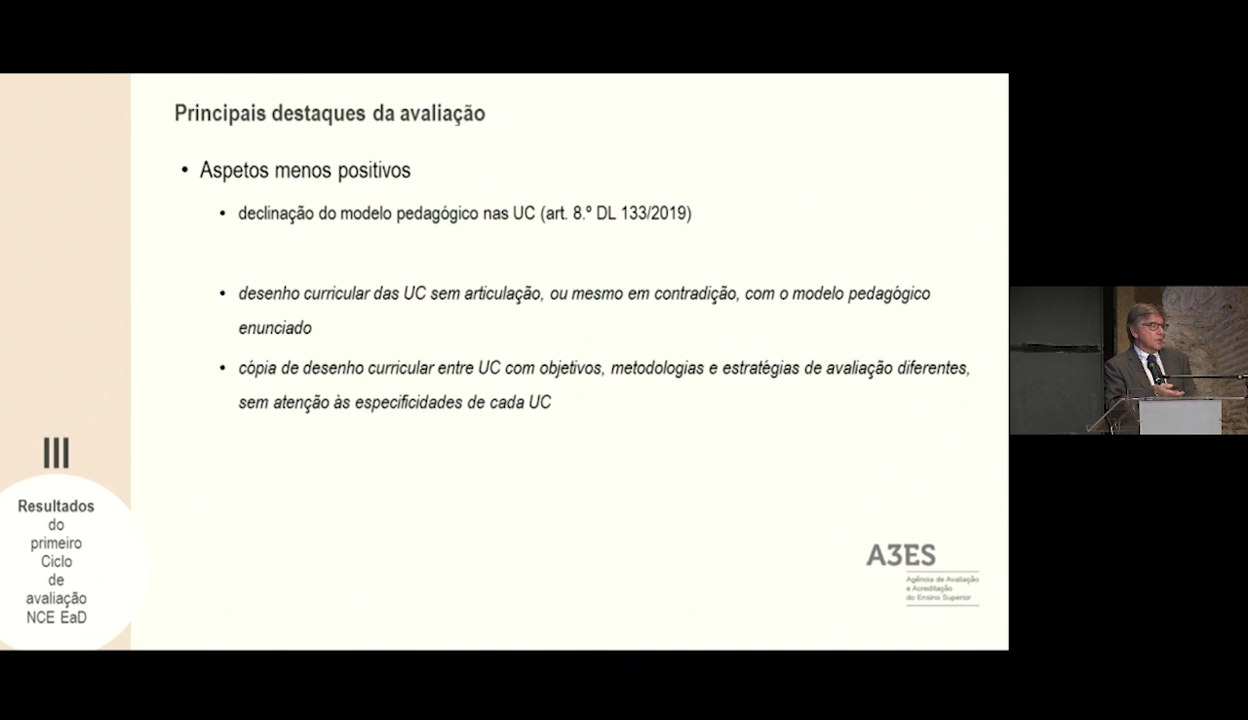 Principais destaques da avaliação
• Aspetos menos positivos
• declinação do modelo pedagógico nas UC (art. 8.º DL 133/2019)
• desenho curricular das UC sem articulação, ou mesmo em contradição, com o modelo pedagógico
enunciado
• cópia de desenho curricular entre UC com objetivos, metodologias e estratégias de avaliação diferentes,
sem atenção às especificidades de cada UC
III
Resultados
do
primeiro
Ciclo
de
avaliação
NCE EaD
A3ES
Agência de Avaliação
e Acreditação
do Ensino Superior